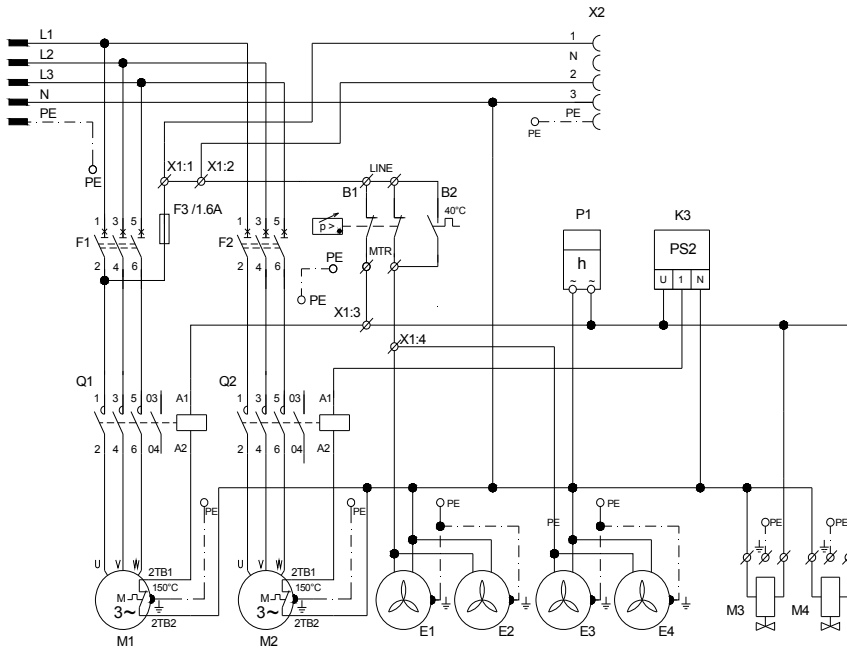 X2
L1 1
L2 N
L3 2
N 3
PE PE
PE PE
X1:1 X1:2 LINE
B1 B2
F3 /1.6A 40°C
P1 K3
1 3 5 1 3 5
p >
F1 F2 MTR h PS2
2 4 6 2 4 6 PE ~ ~ U 1 N
PE
X1:3
X1:4
Q1 Q2
1 3 5 03 A1 1 3 5 03 A1
2 4 6 04 A2 2 4 6 04 A2
PE PE PE PE PE PE PE
U V W 2TB1 U V W 2TB1
150°C 150°C
M M
3~ 2TB2 3~ 2TB2
M3 M4
M1 M2 E1 E2 E3 E4